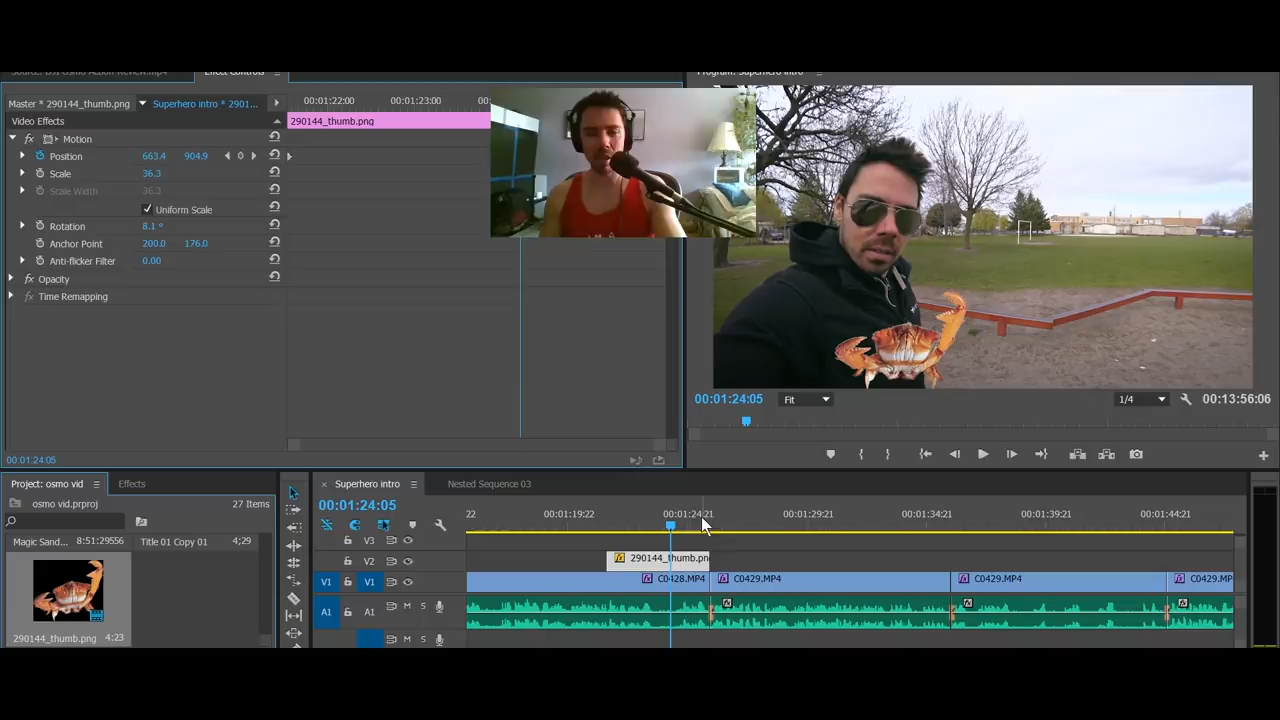 Source: DJI Osmo Action Review.mp4
Effect Controls
Program: Superhero intro
Master * 290144_thumb.png
Superhero intro * 2901...
00:01:22:00
00:01:23:00
00:
Video Effects
290144_thumb.png
fx Motion
Position 663.4 904.9
Scale 36.3
Scale Width 36.3
Uniform Scale
Rotation 8.1 °
Anchor Point 200.0 176.0
Anti-flicker Filter 0.00
fx Opacity
fx Time Remapping
00:01:24:05
00:01:24:05
Fit
1/4
00:13:56:06
Project: osmo vid
Effects
osmo vid.prproj
27 Items
Magic Sand... 8:51:29556
Title 01 Copy 01 4;29
290144_thumb.png 4:23
Superhero intro
Nested Sequence 03
00:01:24:05
22
00:01:19:22
00:01:24:21
00:01:29:21
00:01:34:21
00:01:39:21
00:01:44:21
V3
V2
290144_thumb.pn
V1 V1
C0428.MP4
C0429.MP4
C0429.MP4
C0429.MP
A1 A1 M S
M S